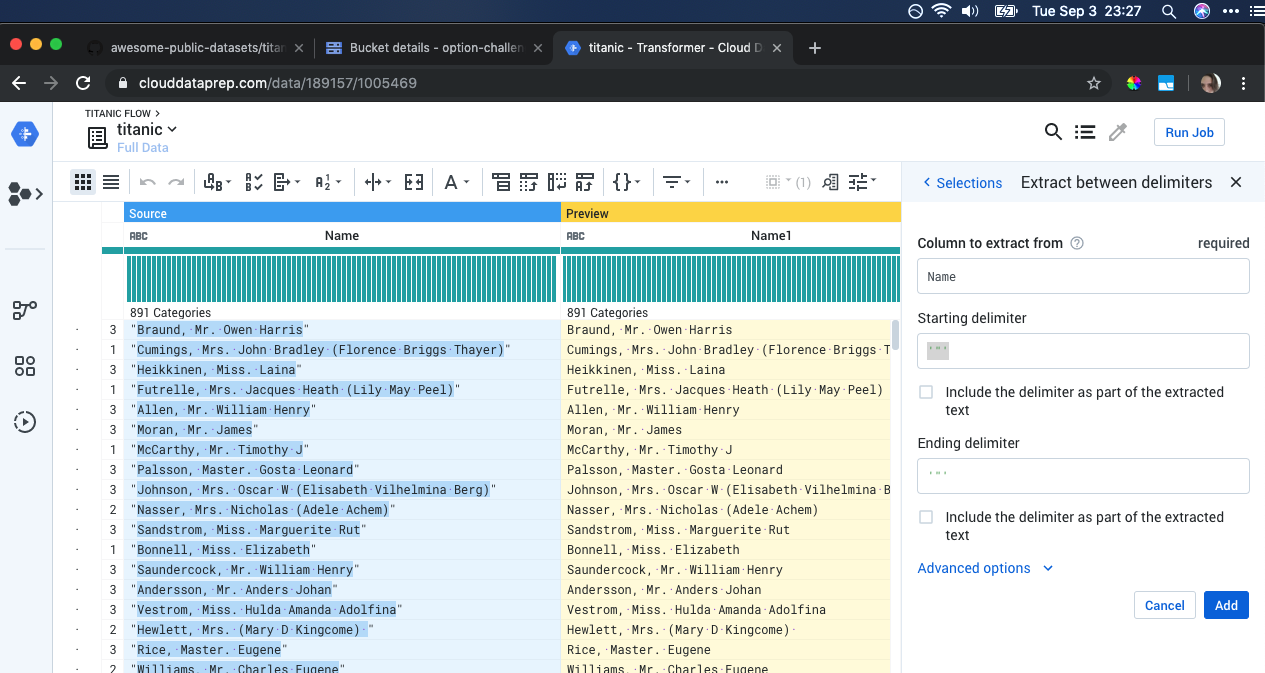 Tue Sep 3 23:27
awesome-public-datasets/titan
Bucket details - option-challen
titanic - Transformer - Cloud D
clouddataprep.com/data/189157/1005469
TITANIC FLOW
titanic
Full Data
Run Job
(1)
Selections
Extract between delimiters
Source
Preview
ABC
Name
ABC
Name1
891 Categories
891 Categories
3 "Braund,·Mr.·Owen·Harris" Braund,·Mr.·Owen·Harris
1 "Cumings,·Mrs.·John·Bradley·(Florence·Briggs·Thayer)" Cumings,·Mrs.·John·Bradley·(Florence·Briggs·T
3 "Heikkinen,·Miss.·Laina" Heikkinen,·Miss.·Laina
1 "Futrelle,·Mrs.·Jacques·Heath·(Lily·May·Peel)" Futrelle,·Mrs.·Jacques·Heath·(Lily·May·Peel)
3 "Allen,·Mr.·William·Henry" Allen,·Mr.·William·Henry
3 "Moran,·Mr.·James" Moran,·Mr.·James
1 "McCarthy,·Mr.·Timothy·J" McCarthy,·Mr.·Timothy·J
3 "Palsson,·Master.·Gosta·Leonard" Palsson,·Master.·Gosta·Leonard
3 "Johnson,·Mrs.·Oscar·W·(Elisabeth·Vilhelmina·Berg)" Johnson,·Mrs.·Oscar·W·(Elisabeth·Vilhelmina·B
2 "Nasser,·Mrs.·Nicholas·(Adele·Achem)" Nasser,·Mrs.·Nicholas·(Adele·Achem)
3 "Sandstrom,·Miss.·Marguerite·Rut" Sandstrom,·Miss.·Marguerite·Rut
1 "Bonnell,·Miss.·Elizabeth" Bonnell,·Miss.·Elizabeth
3 "Saundercock,·Mr.·William·Henry" Saundercock,·Mr.·William·Henry
3 "Andersson,·Mr.·Anders·Johan" Andersson,·Mr.·Anders·Johan
3 "Vestrom,·Miss.·Hulda·Amanda·Adolfina" Vestrom,·Miss.·Hulda·Amanda·Adolfina
2 "Hewlett,·Mrs.·(Mary·D·Kingcome)·" Hewlett,·Mrs.·(Mary·D·Kingcome)·
3 "Rice,·Master.·Eugene" Rice,·Master.·Eugene
2 "Williams,·Mr.·Charles·Eugene" Williams,·Mr.·Charles·Eugene
Column to extract from
required
Name
Starting delimiter
'"'
Include the delimiter as part of the extracted
text
Ending delimiter
'"'
Include the delimiter as part of the extracted
text
Advanced options
Cancel
Add